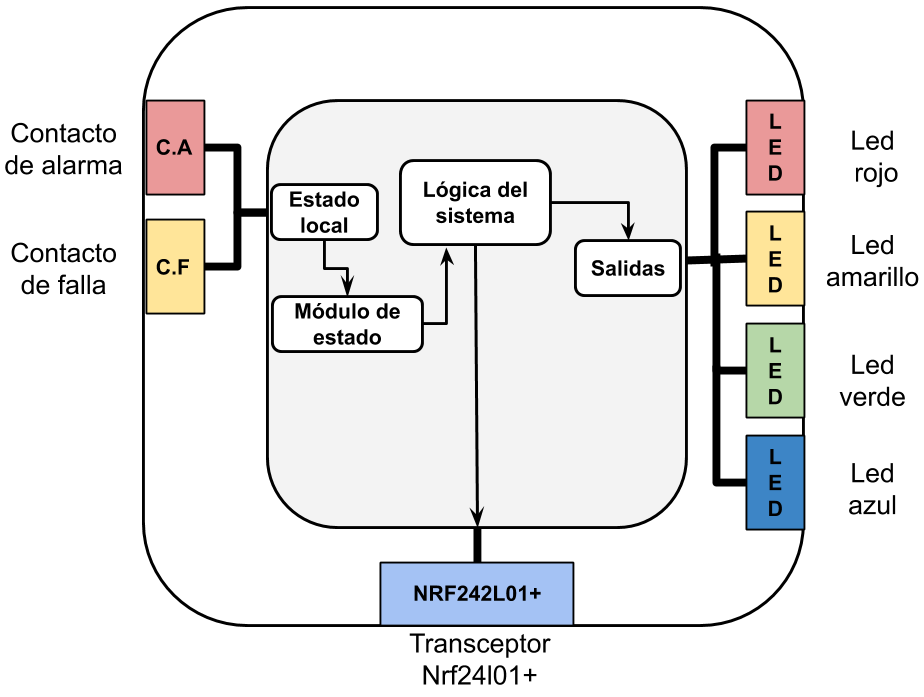 Contacto
de alarma
C.A
Contacto
de falla
C.F
Estado
local
Módulo de
estado
Lógica del
sistema
Salidas
L
E
D
Led
rojo
L
E
D
Led
amarillo
L
E
D
Led
verde
L
E
D
Led
azul
NRF242L01+
Transceptor
Nrf24l01+